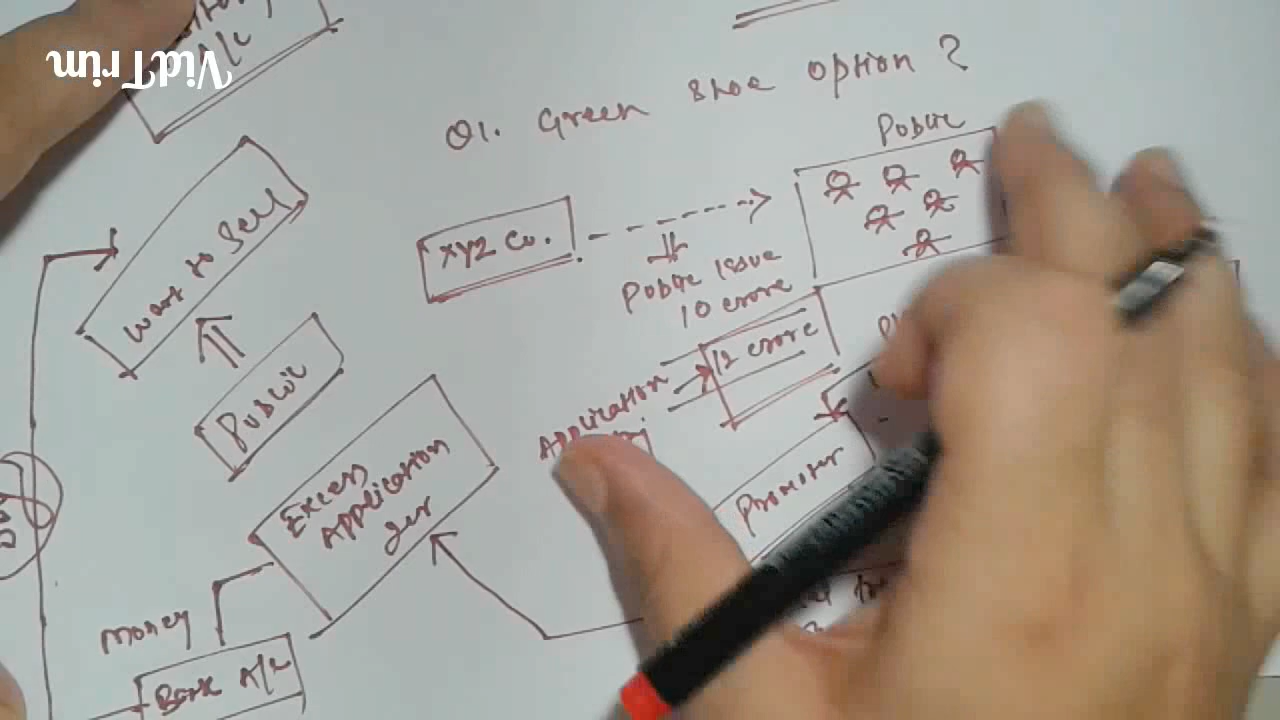 VidTrim
A/c
Q1. Green Shoe Option ?
Public
XYZ Co.
Public Issue
10 crore
12 crore
Application
Want to Sell
Public
Promoter
Excess
Application
Money
Bank A/c